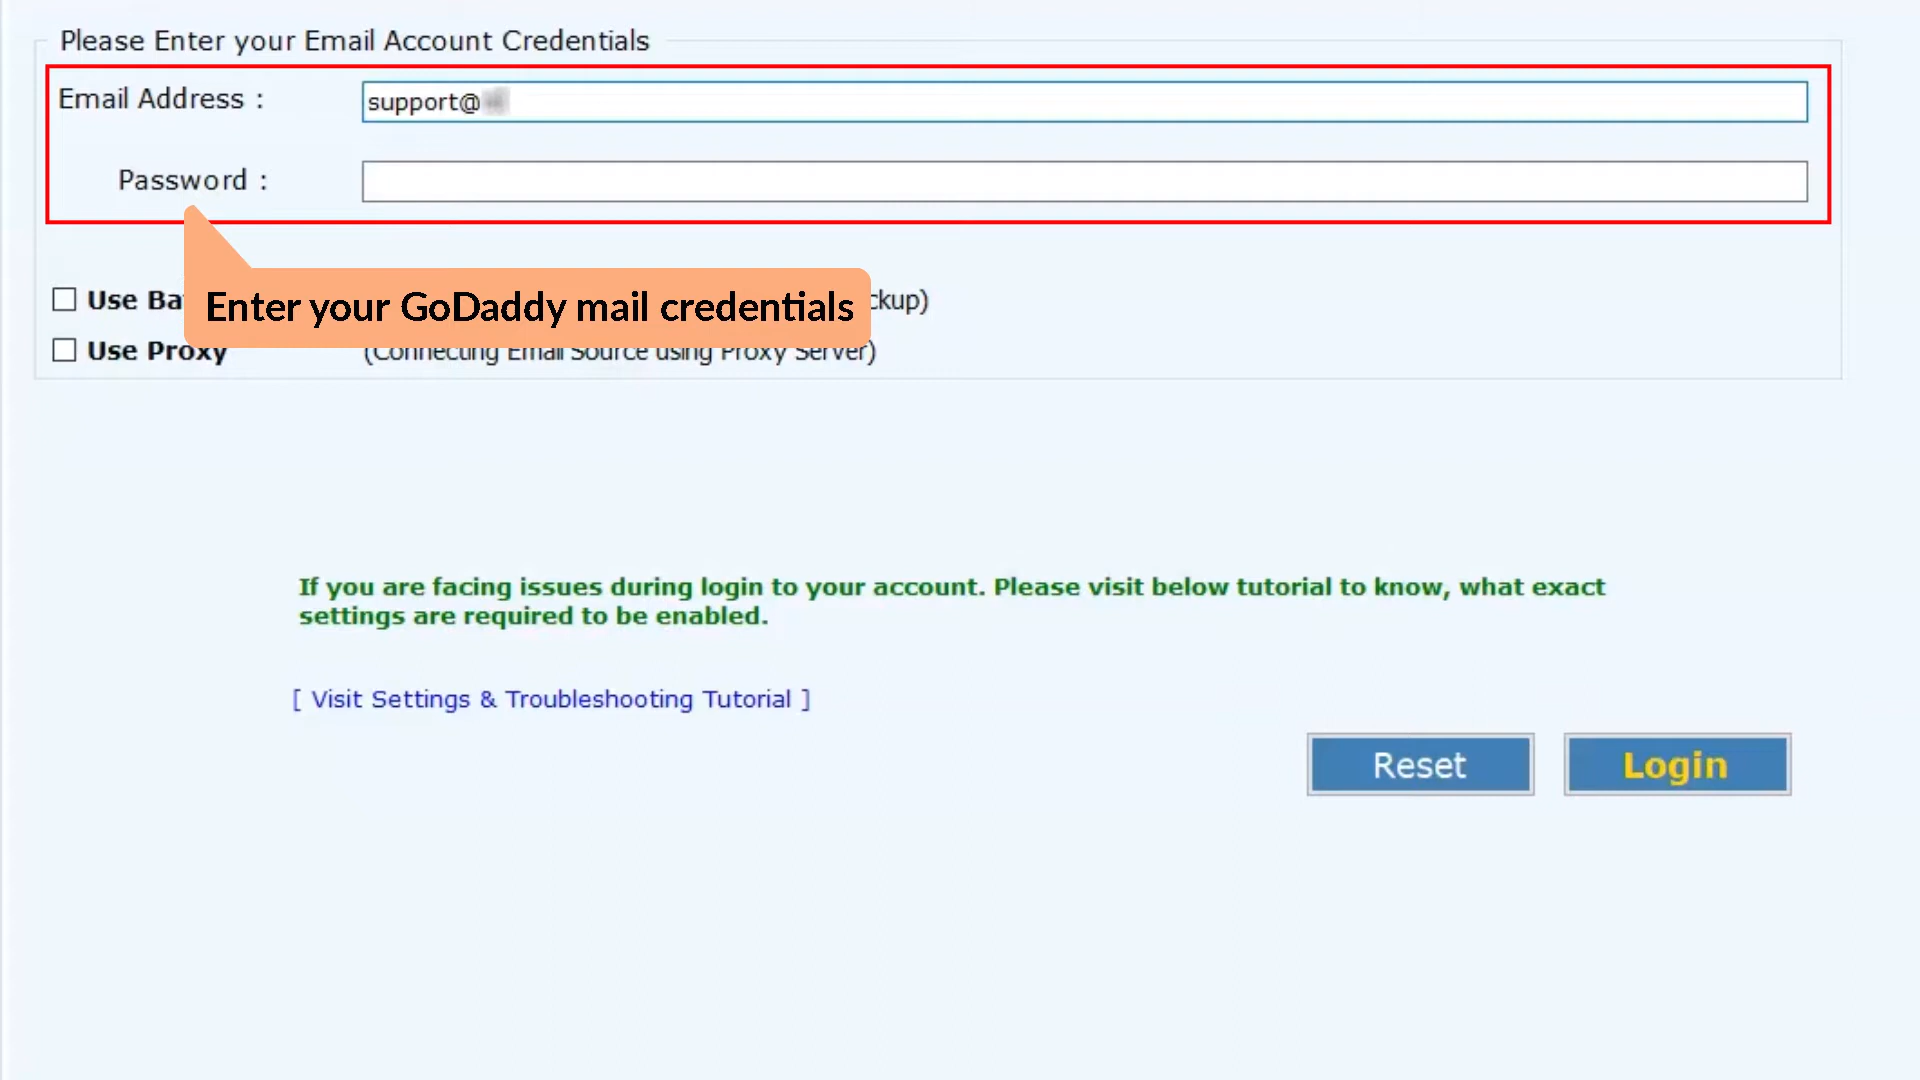 Please Enter your Email Account Credentials
Email Address :
support@
Password :
Enter your GoDaddy mail credentials
Use
Use Proxy (Connecting Email Source using Proxy Server)
If you are facing issues during login to your account. Please visit below tutorial to know, what exact
settings are required to be enabled.
[ Visit Settings & Troubleshooting Tutorial ]
Reset
Login